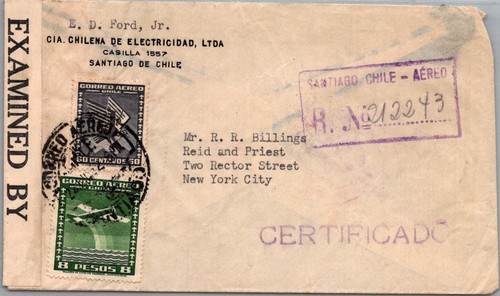 EXAMINED BY
E. D. Ford, Jr.
CIA. CHILENA DE ELECTRICIDAD, LTDA
CASILLA 1557
SANTIAGO DE CHILE
SANTIAGO CHILE - AÉREO
R. No 212243
CORREO AEREO
CHILE
60 CENTAVOS 60
CORREO AEREO
Mr. R. R. Billings
Reid and Priest
Two Rector Street
New York City
CORREO AEREO
CHILE
8 PESOS 8
CERTIFICADO